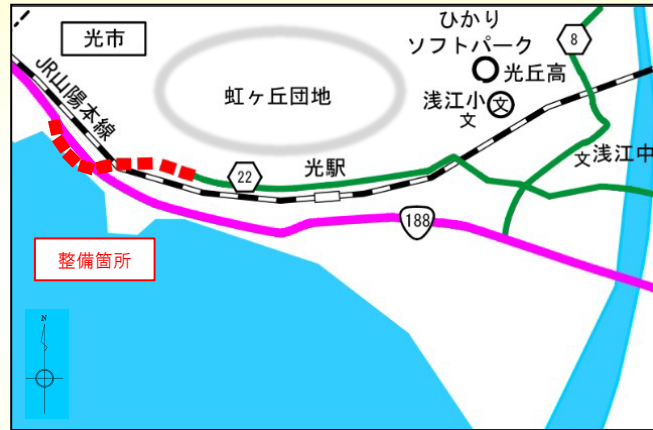 光市
JR山陽本線
虹ヶ丘団地
ひかり
ソフトパーク
光丘高
浅江小
文
文
8
文浅江中
22
光駅
188
整備箇所
N